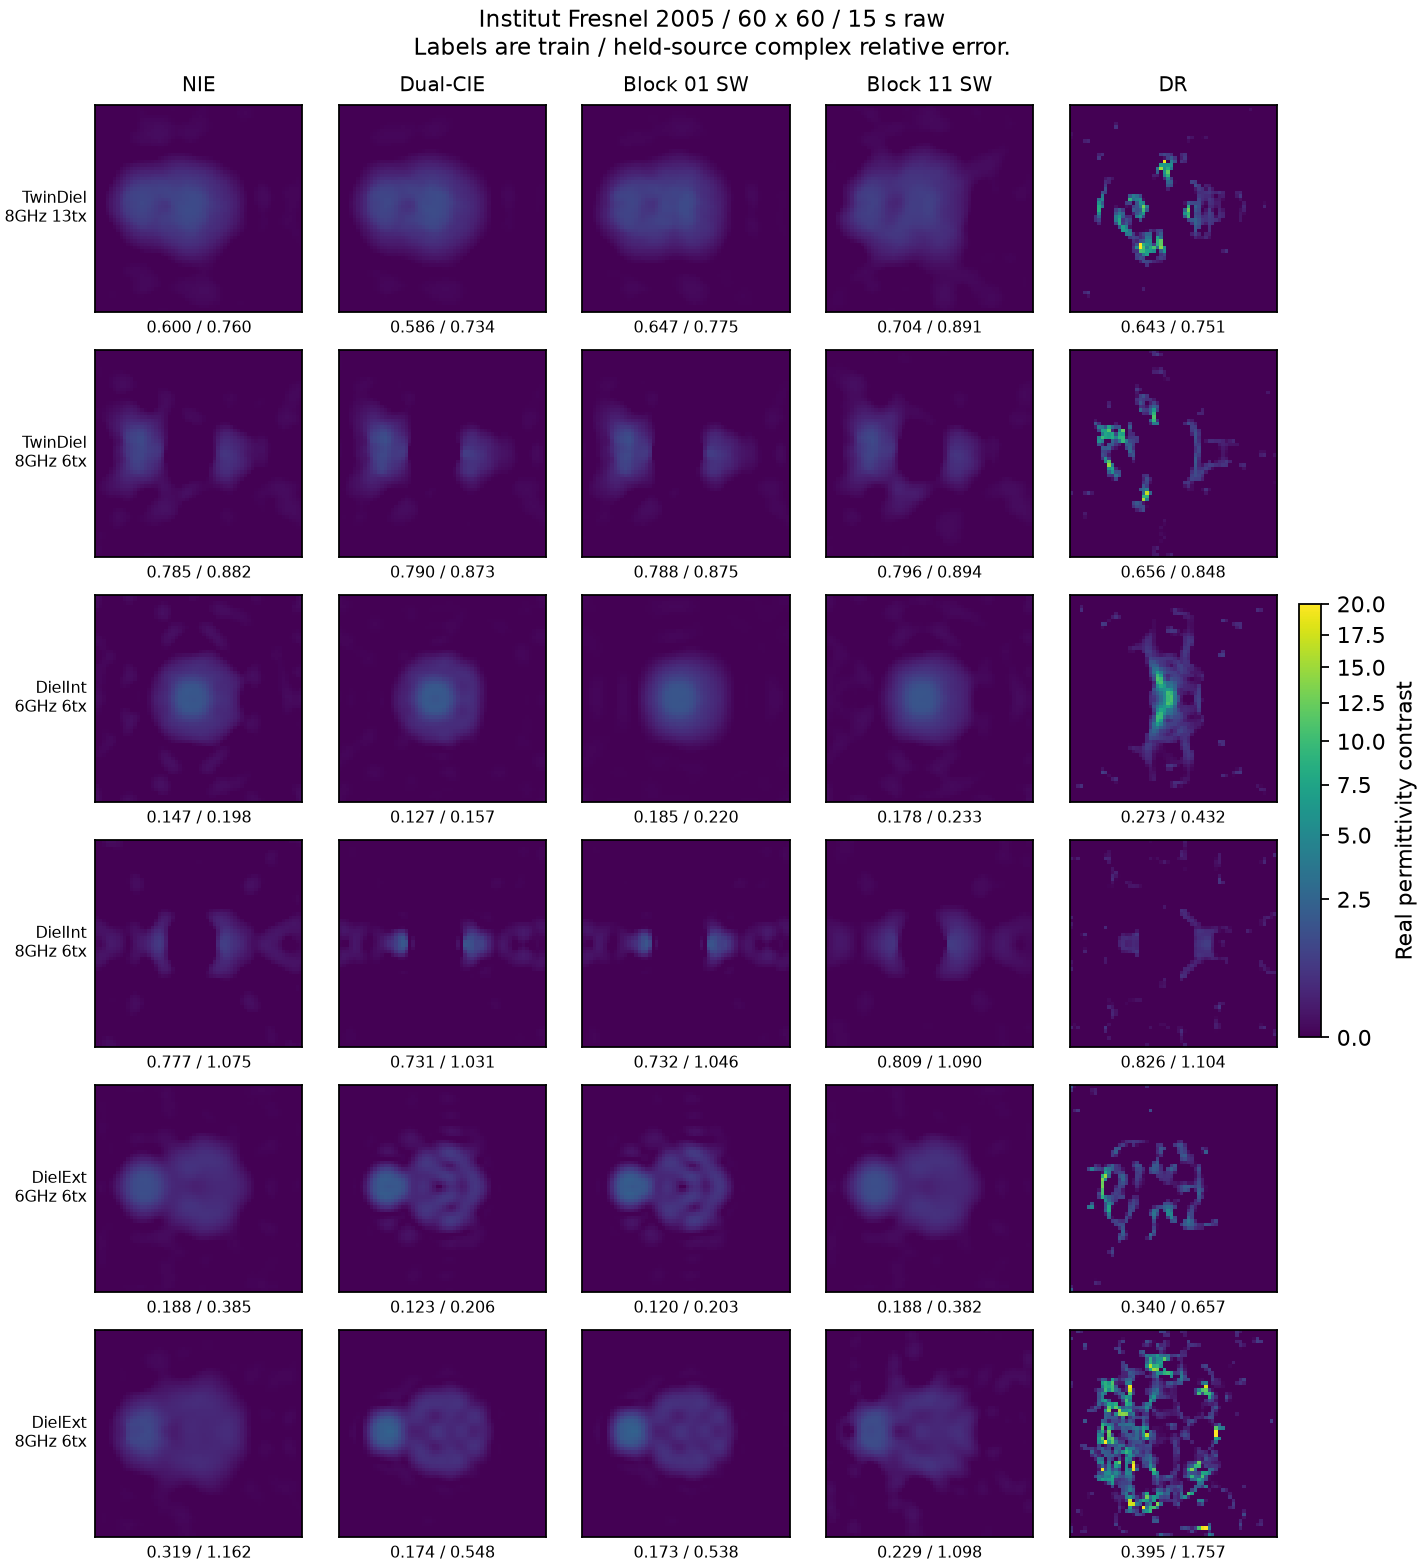 Institut Fresnel 2005 / 60 x 60 / 15 s raw
Labels are train / held-source complex relative error.
NIE
Dual-CIE
Block 01 SW
Block 11 SW
DR
TwinDiel
8GHz 13tx
0.600 / 0.760
0.586 / 0.734
0.647 / 0.775
0.704 / 0.891
0.643 / 0.751
TwinDiel
8GHz 6tx
0.785 / 0.882
0.790 / 0.873
0.788 / 0.875
0.796 / 0.894
0.656 / 0.848
DielInt
6GHz 6tx
0.147 / 0.198
0.127 / 0.157
0.185 / 0.220
0.178 / 0.233
0.273 / 0.432
DielInt
8GHz 6tx
0.777 / 1.075
0.731 / 1.031
0.732 / 1.046
0.809 / 1.090
0.826 / 1.104
DielExt
6GHz 6tx
0.188 / 0.385
0.123 / 0.206
0.120 / 0.203
0.188 / 0.382
0.340 / 0.657
DielExt
8GHz 6tx
0.319 / 1.162
0.174 / 0.548
0.173 / 0.538
0.229 / 1.098
0.395 / 1.757
20.0
17.5
15.0
12.5
10.0
7.5
5.0
2.5
0.0
Real permittivity contrast